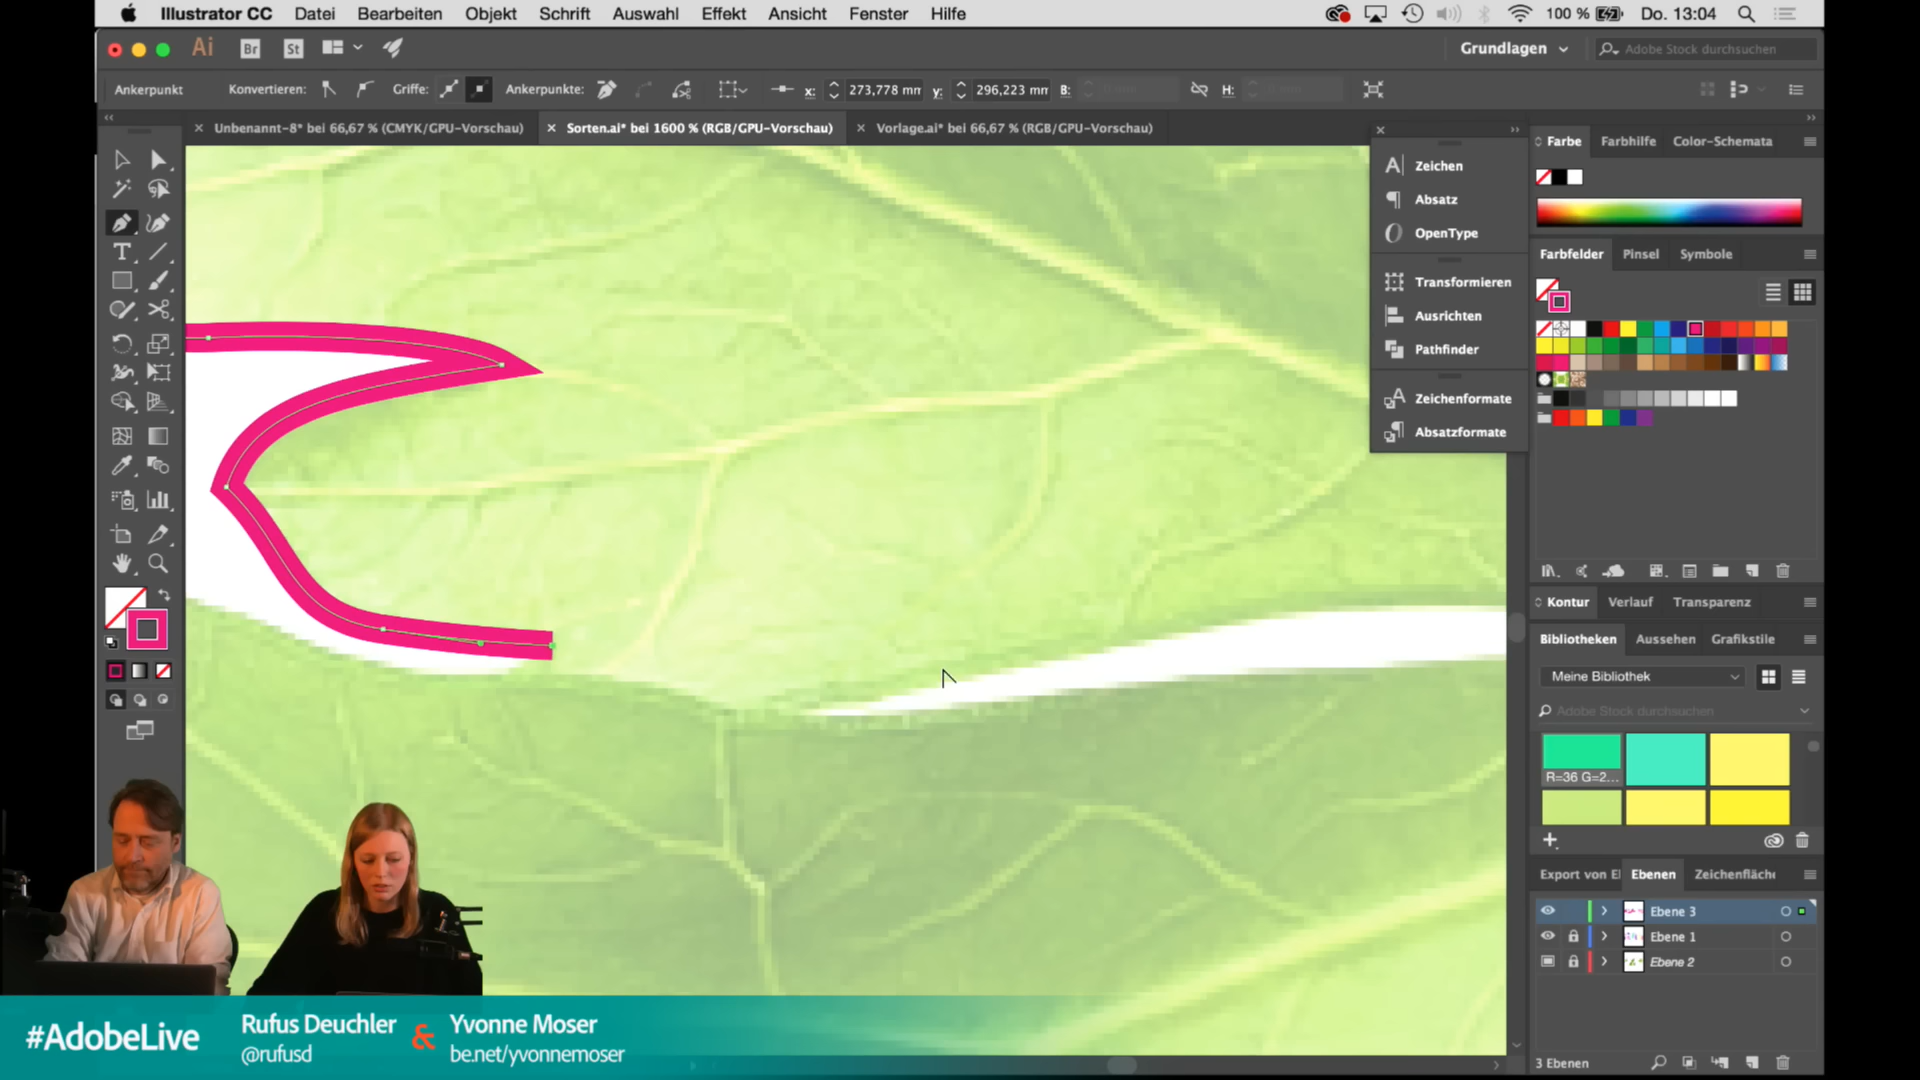 Illustrator CC Datei Bearbeiten Objekt Schrift Auswahl Effekt Ansicht Fenster Hilfe 100 % Do. 13:04
Ai Br St Grundlagen Adobe Stock durchsuchen
Ankerpunkt Konvertieren: Griffe: Ankerpunkte: x: 273,778 mm y: 296,223 mm B: H:
Unbenannt-8* bei 66,67 % (CMYK/GPU-Vorschau) Sorten.ai* bei 1600 % (RGB/GPU-Vorschau) Vorlage.ai* bei 66,67 % (RGB/GPU-Vorschau)
Farbe Farbhilfe Color-Schemata
Zeichen
Absatz
OpenType
Transformieren
Ausrichten
Pathfinder
Zeichenformate
Absatzformate
Farbfelder Pinsel Symbole
Kontur Verlauf Transparenz
Bibliotheken Aussehen Grafikstile
Meine Bibliothek
Adobe Stock durchsuchen
R=36 G=2...
Export von El Ebenen Zeichenfläche
Ebene 3
Ebene 1
Ebene 2
3 Ebenen
#AdobeLive
Rufus Deuchler & Yvonne Moser
@rufusd be.net/yvonnemoser